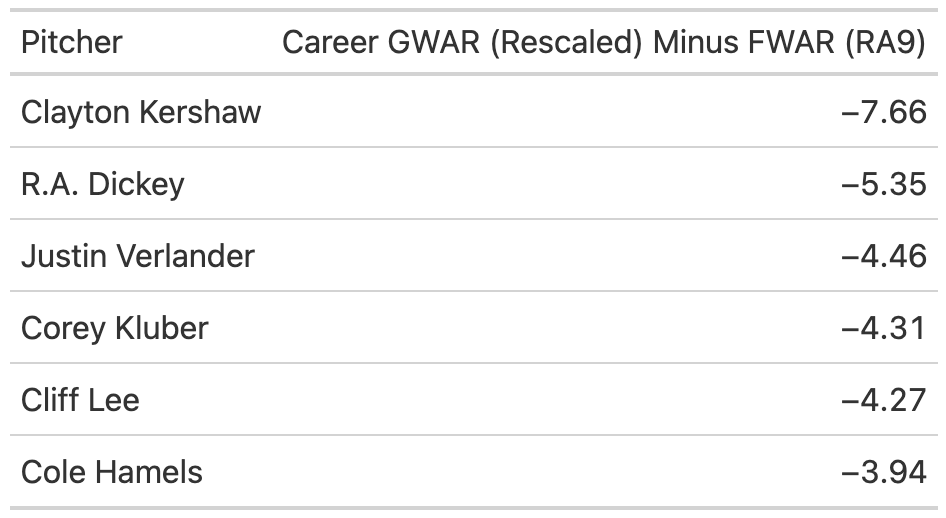 Pitcher Career GWAR (Rescaled) Minus FWAR (RA9)
Clayton Kershaw −7.66
R.A. Dickey −5.35
Justin Verlander −4.46
Corey Kluber −4.31
Cliff Lee −4.27
Cole Hamels −3.94